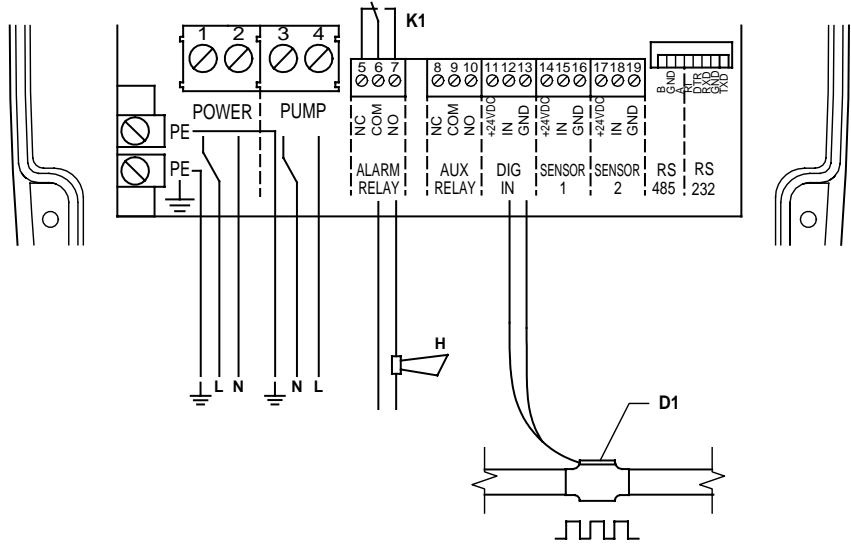 K1
1 2 3 4
5 6 7 8 9 10 11 12 13 14 15 16 17 18 19
B
GND
A
RI
DTR
RXD
GND
TXD
POWER PUMP
NC
COM
NO
NC
COM
NO
+24VDC
IN
GND
+24VDC
IN
GND
+24VDC
IN
GND
PE
PE
ALARM
RELAY
AUX
RELAY
DIG
IN
SENSOR
1
SENSOR
2
RS
485
RS
232
H
L N N L
D1